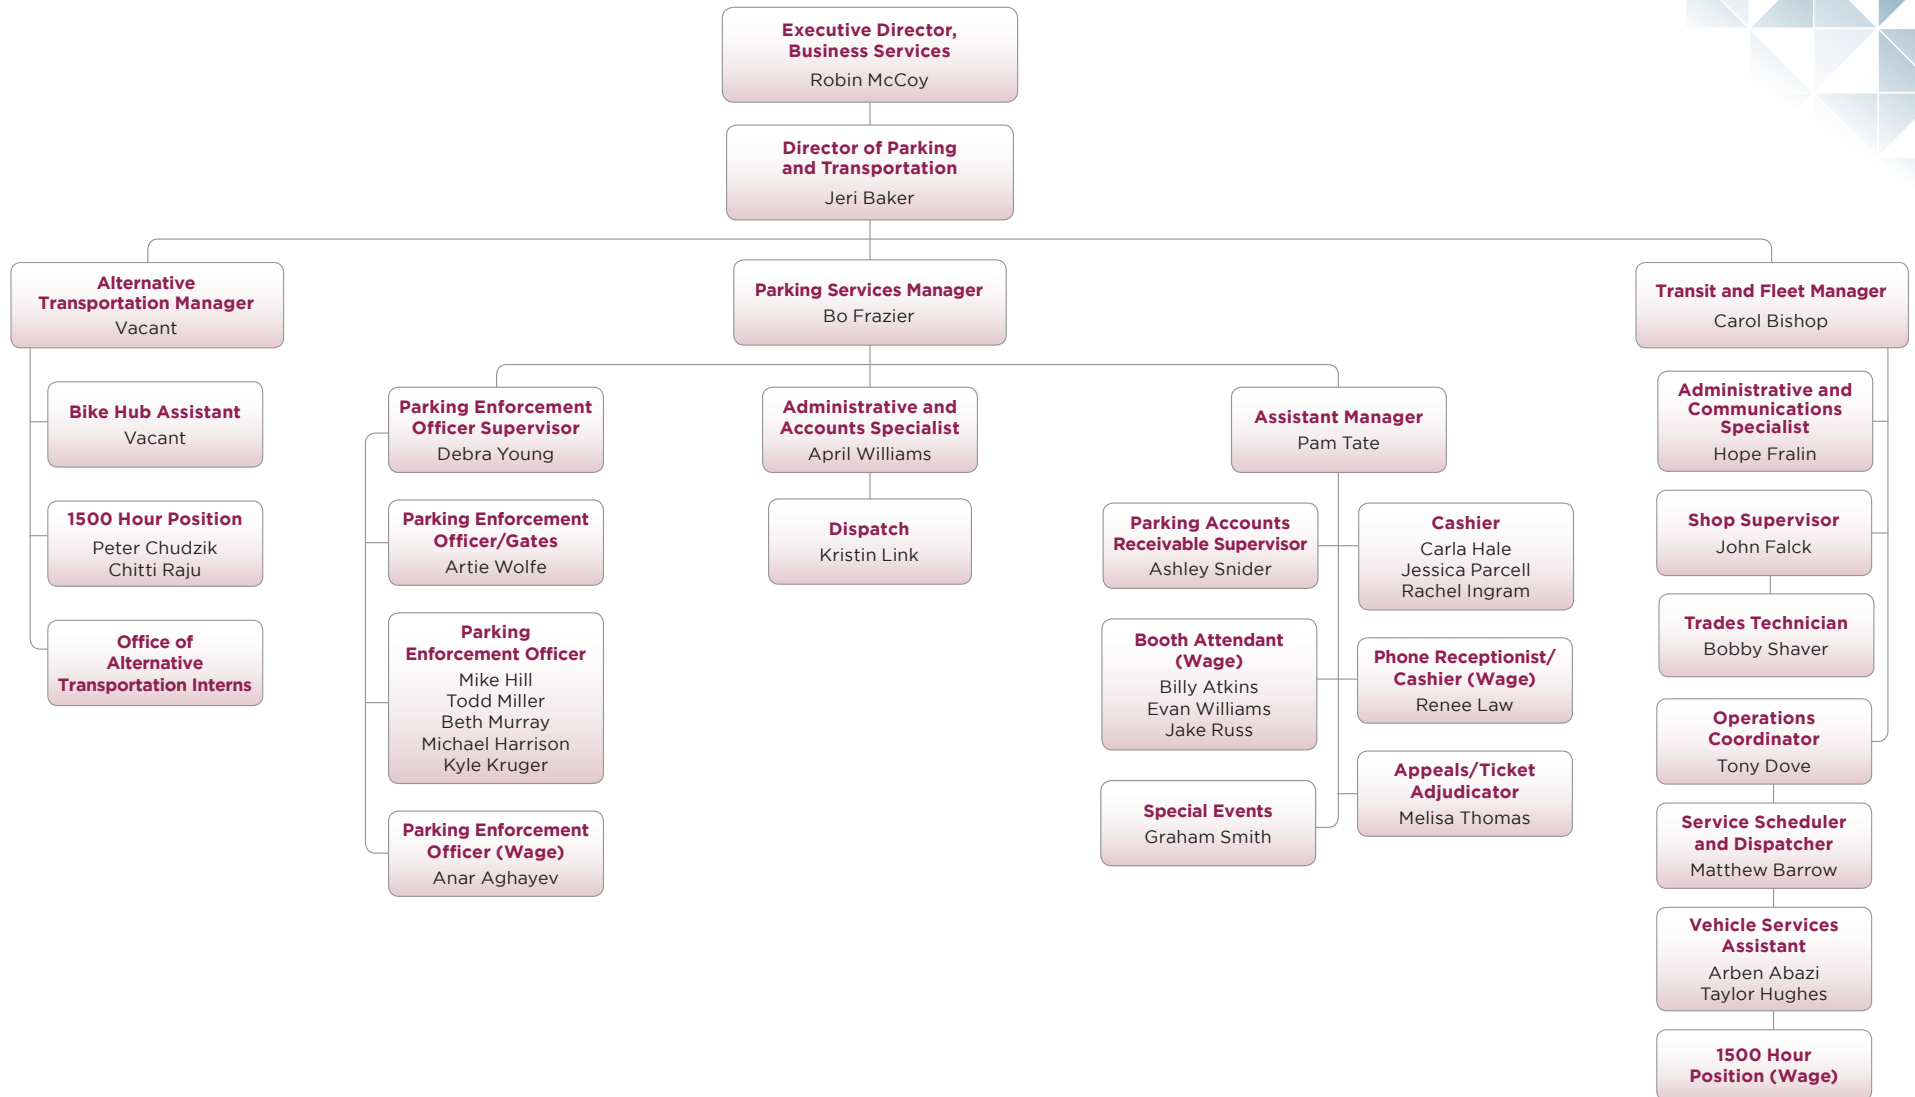 Executive Director,
Business Services
Robin McCoy
Director of Parking
and Transportation
Jeri Baker
Alternative
Transportation Manager
Vacant
Bike Hub Assistant
Vacant
1500 Hour Position
Peter Chudzik
Chitti Raju
Office of
Alternative
Transportation Interns
Parking Services Manager
Bo Frazier
Parking Enforcement
Officer Supervisor
Debra Young
Parking Enforcement
Officer/Gates
Artie Wolfe
Parking
Enforcement Officer
Mike Hill
Todd Miller
Beth Murray
Michael Harrison
Kyle Kruger
Parking Enforcement
Officer (Wage)
Anar Aghayev
Administrative and
Accounts Specialist
April Williams
Dispatch
Kristin Link
Assistant Manager
Pam Tate
Parking Accounts
Receivable Supervisor
Ashley Snider
Cashier
Carla Hale
Jessica Parcell
Rachel Ingram
Booth Attendant
(Wage)
Billy Atkins
Evan Williams
Jake Russ
Phone Receptionist/
Cashier (Wage)
Renee Law
Special Events
Graham Smith
Appeals/Ticket
Adjudicator
Melisa Thomas
Transit and Fleet Manager
Carol Bishop
Administrative and
Communications
Specialist
Hope Fralin
Shop Supervisor
John Falck
Trades Technician
Bobby Shaver
Operations
Coordinator
Tony Dove
Service Scheduler
and Dispatcher
Matthew Barrow
Vehicle Services
Assistant
Arben Abazi
Taylor Hughes
1500 Hour
Position (Wage)